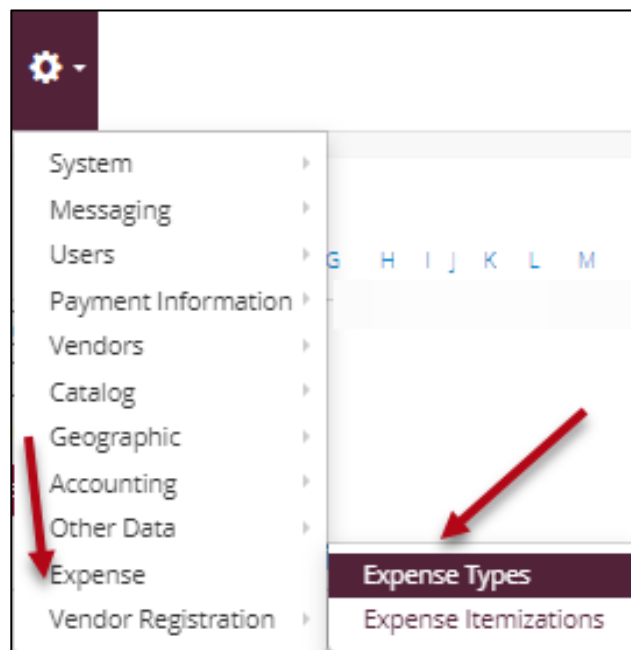 System
Messaging
Users
G H I J K L M
Payment Information
Vendors
Catalog
Geographic
Accounting
Other Data
Expense
Expense Types
Vendor Registration
Expense Itemizations